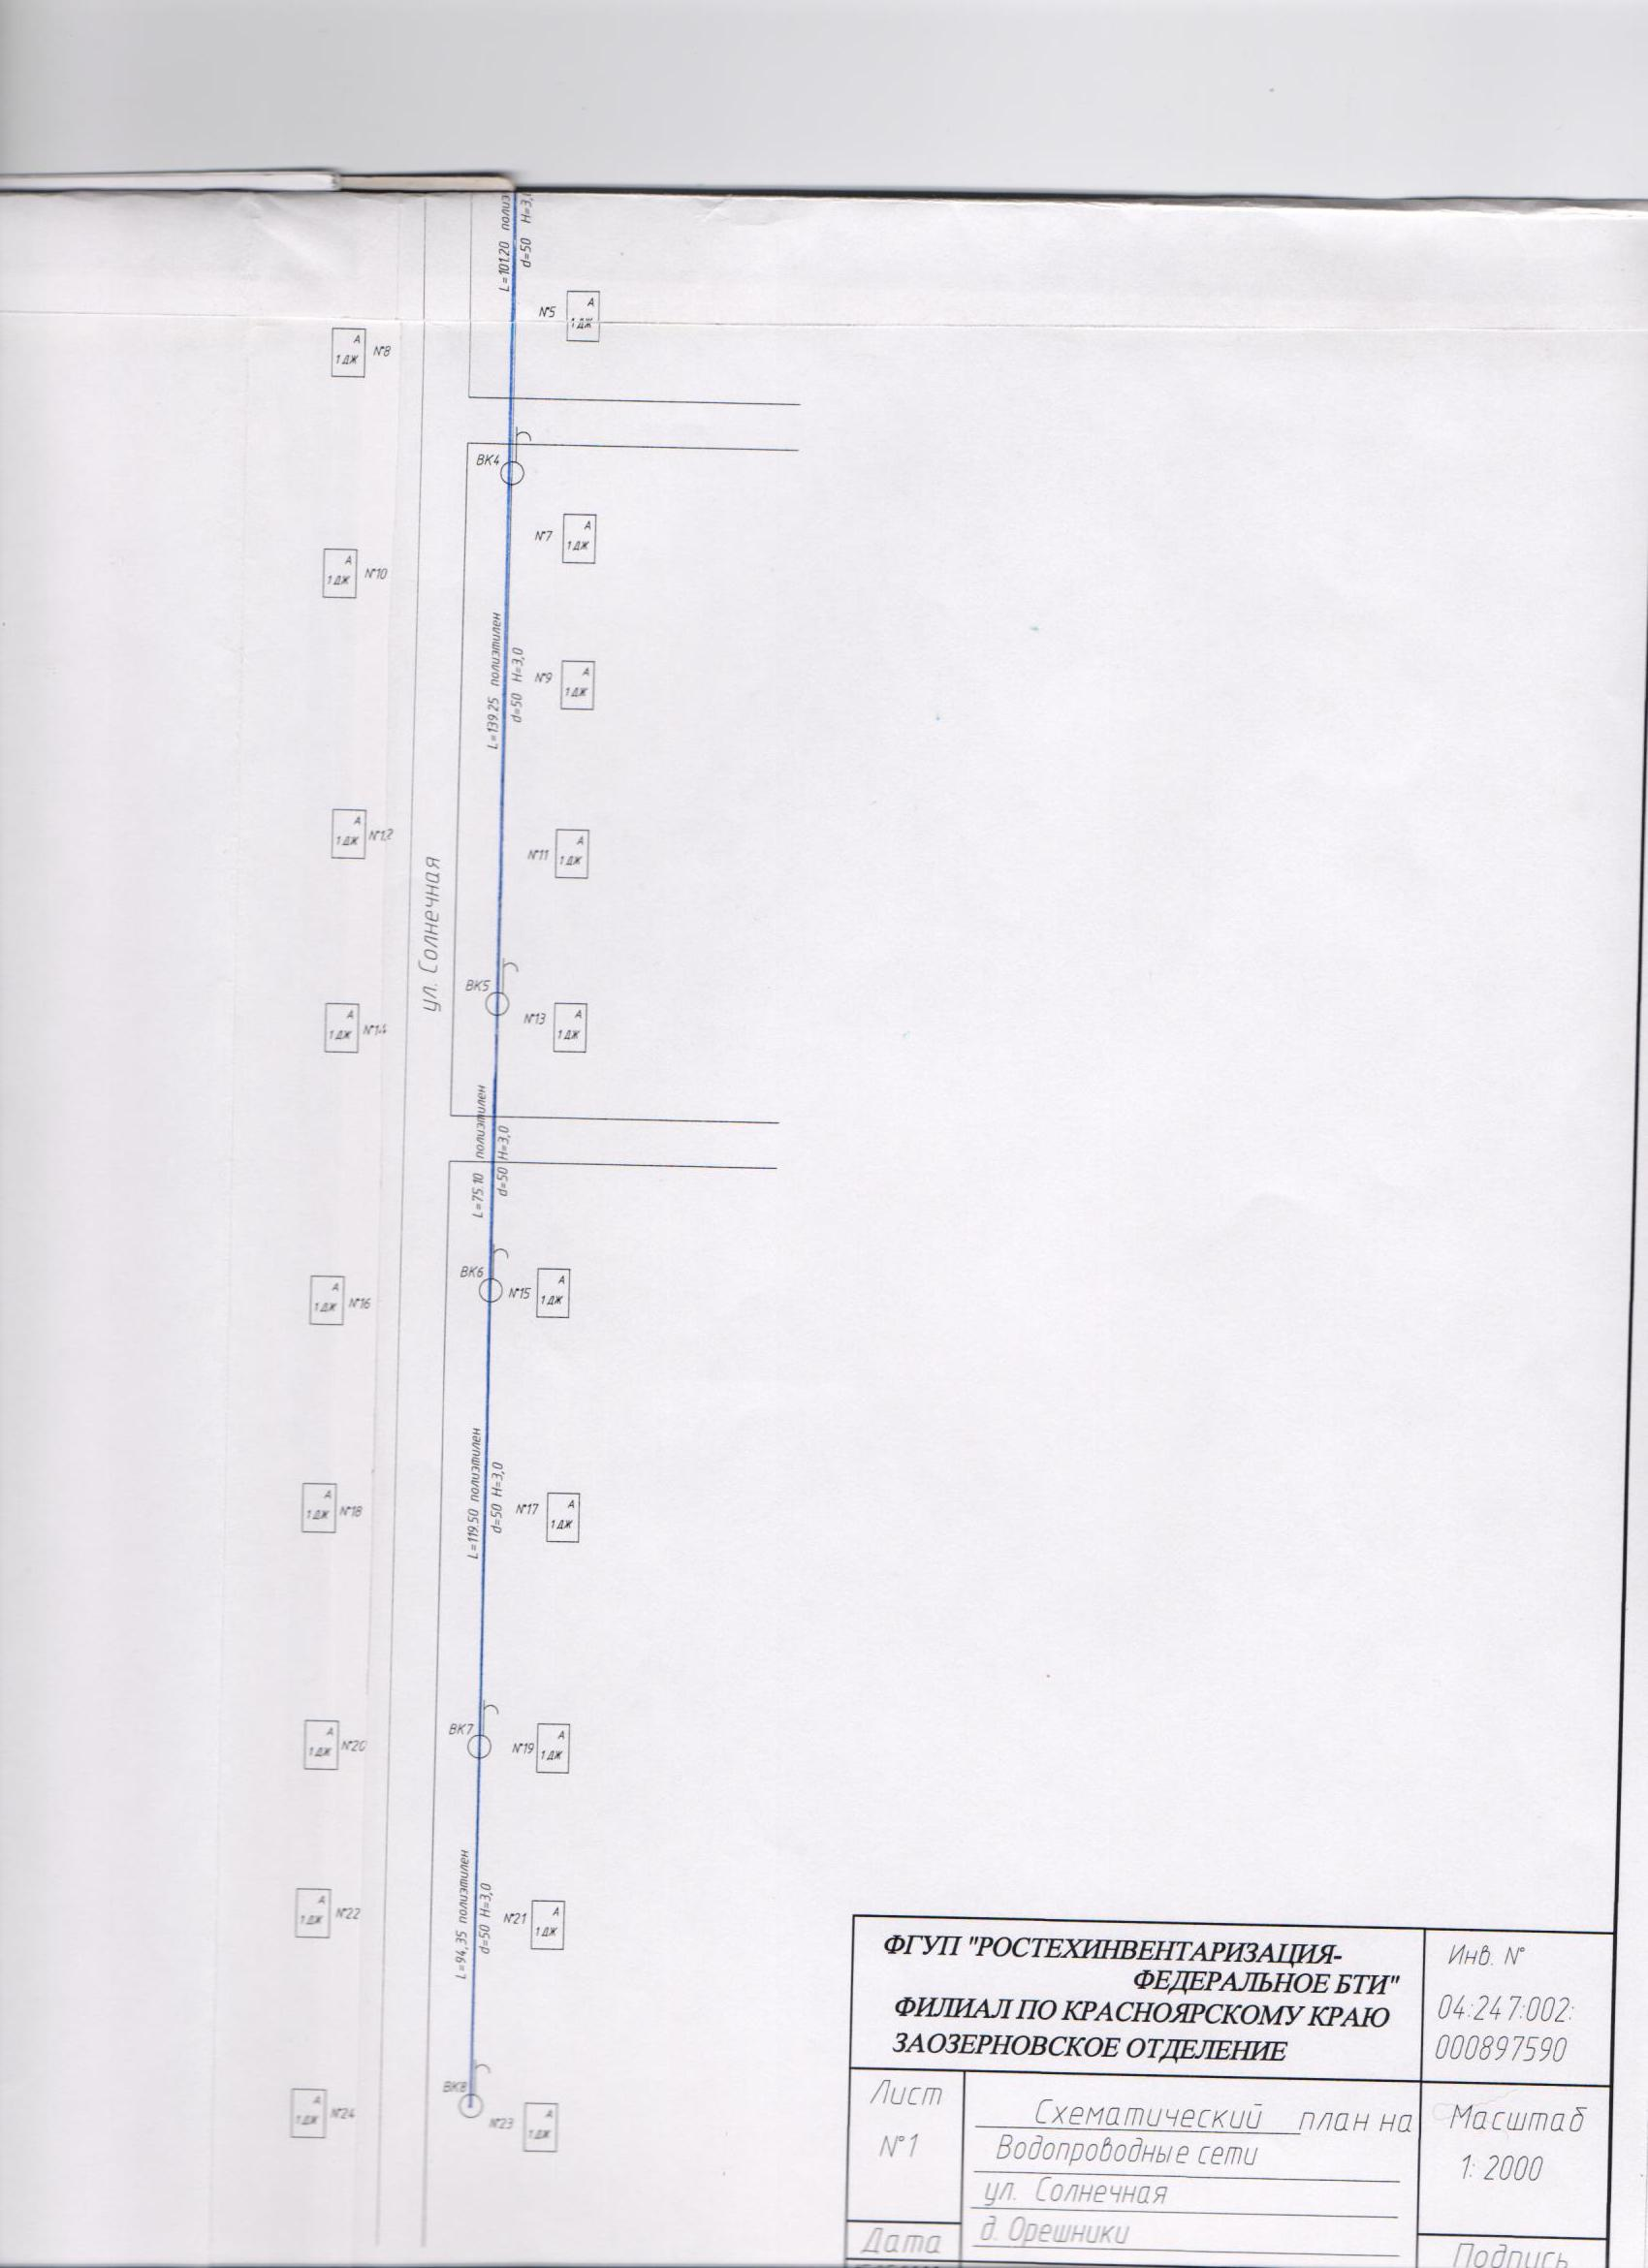 L=101.20
d=50 H=3,
N°5
А
1 ДЖ
А
1 ДЖ
N°8
ВК4
N°7
А
1 ДЖ
А
1 ДЖ
N°10
L=139.25 полиэтилен
d=50 H=3,0
N°9
А
1 ДЖ
А
1 ДЖ
N°12
N°11
А
1 ДЖ
ул. Солнечная
ВК5
N°13
А
1 ДЖ
А
1 ДЖ
N°14
L=75.10 полиэтилен
d=50 H=3,0
ВК6
N°15
А
1 ДЖ
А
1 ДЖ
N°16
L=119.50 полиэтилен
d=50 H=3,0
N°17
А
1 ДЖ
А
1 ДЖ
N°18
ВК7
N°19
А
1 ДЖ
А
1 ДЖ
N°20
L=94,35 полиэтилен
d=50 H=3,0
N°21
А
1 ДЖ
А
1 ДЖ
N°22
ВК8
N°23
А
1 ДЖ
А
1 ДЖ
N°24
ФГУП "РОСТЕХИНВЕНТАРИЗАЦИЯ-
ФЕДЕРАЛЬНОЕ БТИ"
ФИЛИАЛ ПО КРАСНОЯРСКОМУ КРАЮ
ЗАОЗЕРНОВСКОЕ ОТДЕЛЕНИЕ
Инв. N°
04:247:002:
000897590
Лист
N°1
Схематический план на
Водопроводные сети
ул. Солнечная
д. Орешники
Масштаб
1: 2000
Дата
Подпись